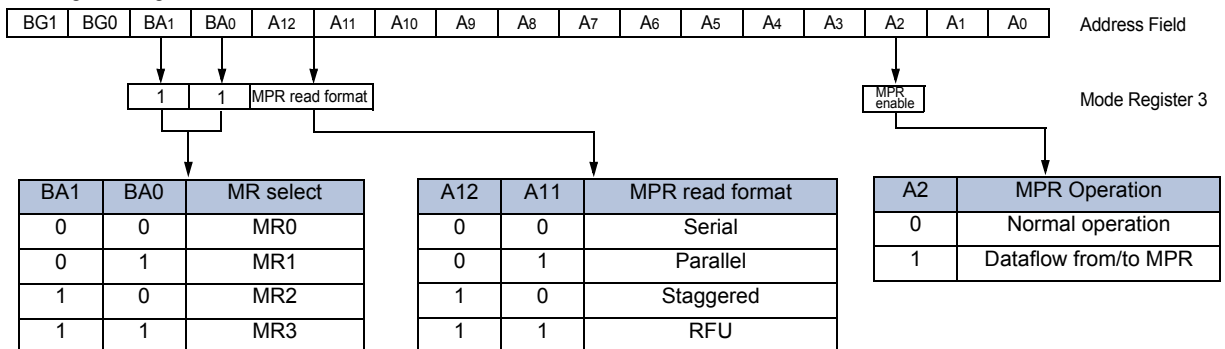 BG1 BG0 BA1 BA0 A12 A11 A10 A9 A8 A7 A6 A5 A4 A3 A2 A1 A0 Address Field
1 1 MPR read format MPR enable Mode Register 3
BA1 BA0 MR select
0 0 MR0
0 1 MR1
1 0 MR2
1 1 MR3
A12 A11 MPR read format
0 0 Serial
0 1 Parallel
1 0 Staggered
1 1 RFU
A2 MPR Operation
0 Normal operation
1 Dataflow from/to MPR